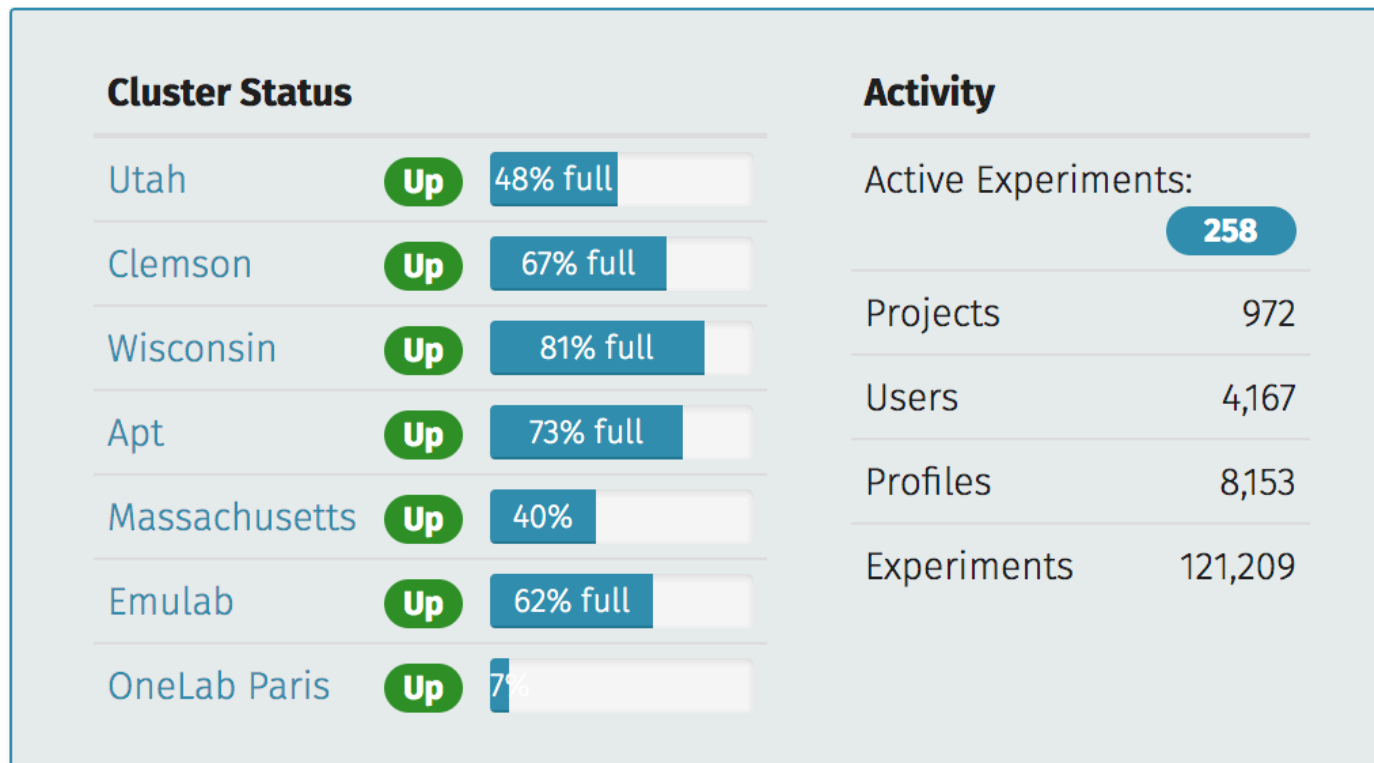 Cluster Status
Utah Up 48% full
Clemson Up 67% full
Wisconsin Up 81% full
Apt Up 73% full
Massachusetts Up 40%
Emulab Up 62% full
OneLab Paris Up 7%
Activity
Active Experiments:
258
Projects 972
Users 4,167
Profiles 8,153
Experiments 121,209